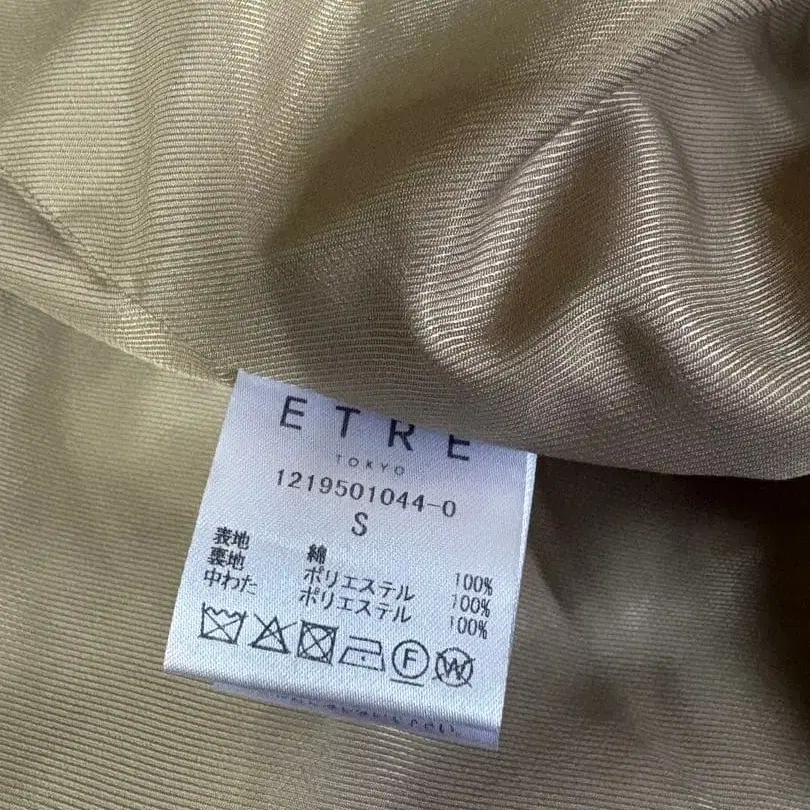 ETRE
TOKYO
1219501044-0
S
表地 綿 100%
裏地 ポリエステル 100%
中わた ポリエステル 100%
F W